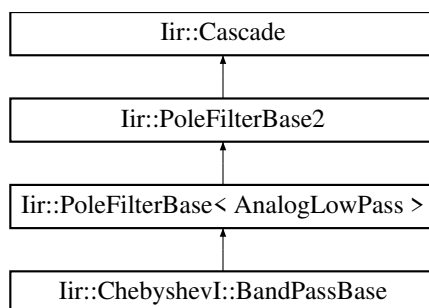 Iir::Cascade
Iir::PoleFilterBase2
Iir::PoleFilterBase< AnalogLowPass >
Iir::ChebyshevI::BandPassBase